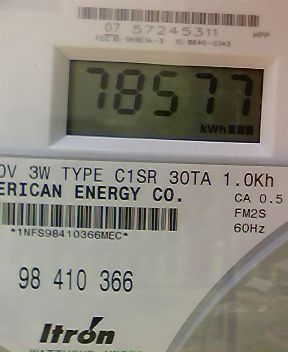 07 57245311
78577
kWh
0V 3W TYPE C1SR 30TA 1.0Kh
ERICAN ENERGY CO.
CA 0.5
FM2S
*1NFS98410366MEC*
60Hz
98 410 366
Itrón